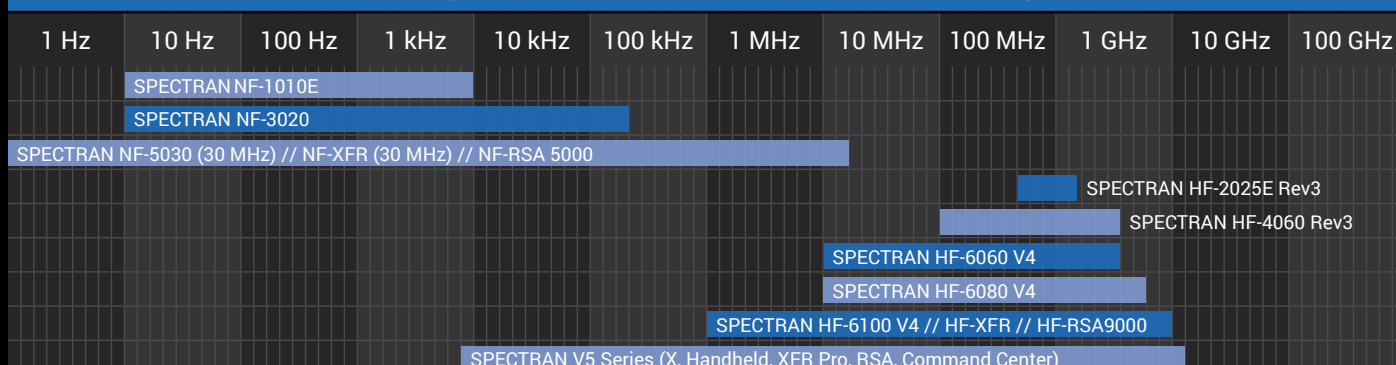 1 Hz 10 Hz 100 Hz 1 kHz 10 kHz 100 kHz 1 MHz 10 MHz 100 MHz 1 GHz 10 GHz 100 GHz
SPECTRAN NF-1010E
SPECTRAN NF-3020
SPECTRAN NF-5030 (30 MHz) // NF-XFR (30 MHz) // NF-RSA 5000
SPECTRAN HF-2025E Rev3
SPECTRAN HF-4060 Rev3
SPECTRAN HF-6060 V4
SPECTRAN HF-6080 V4
SPECTRAN HF-6100 V4 // HF-XFR // HF-RSA9000
SPECTRAN V5 Series (X, Handheld, XFR Pro, RSA, Command Center)